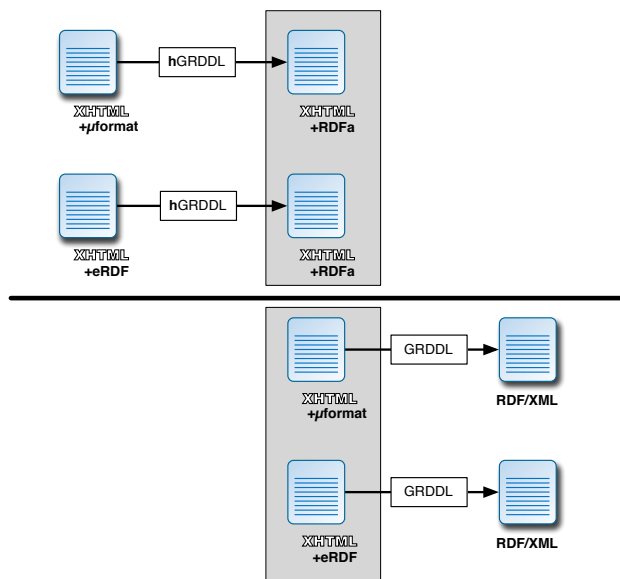 hGRDDL
XHTML
+µformat
XHTML
+RDFa
hGRDDL
XHTML
+eRDF
XHTML
+RDFa
GRDDL
XHTML
+µformat
RDF/XML
GRDDL
XHTML
+eRDF
RDF/XML